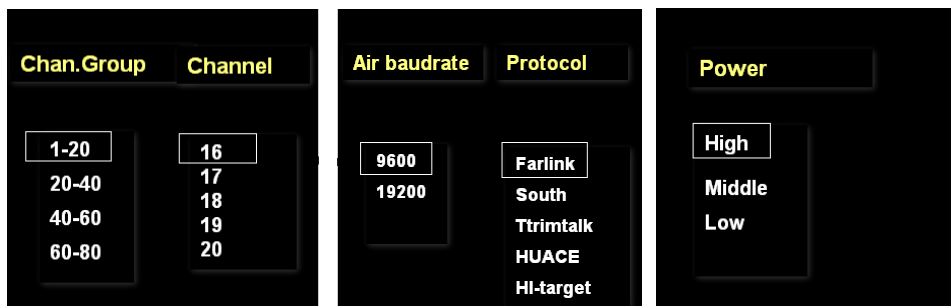 Chan.Group
Channel
1-20
20-40
40-60
60-80
16
17
18
19
20
Air baudrate
Protocol
9600
19200
Farlink
South
Ttrimtalk
HUACE
HI-target
Power
High
Middle
Low